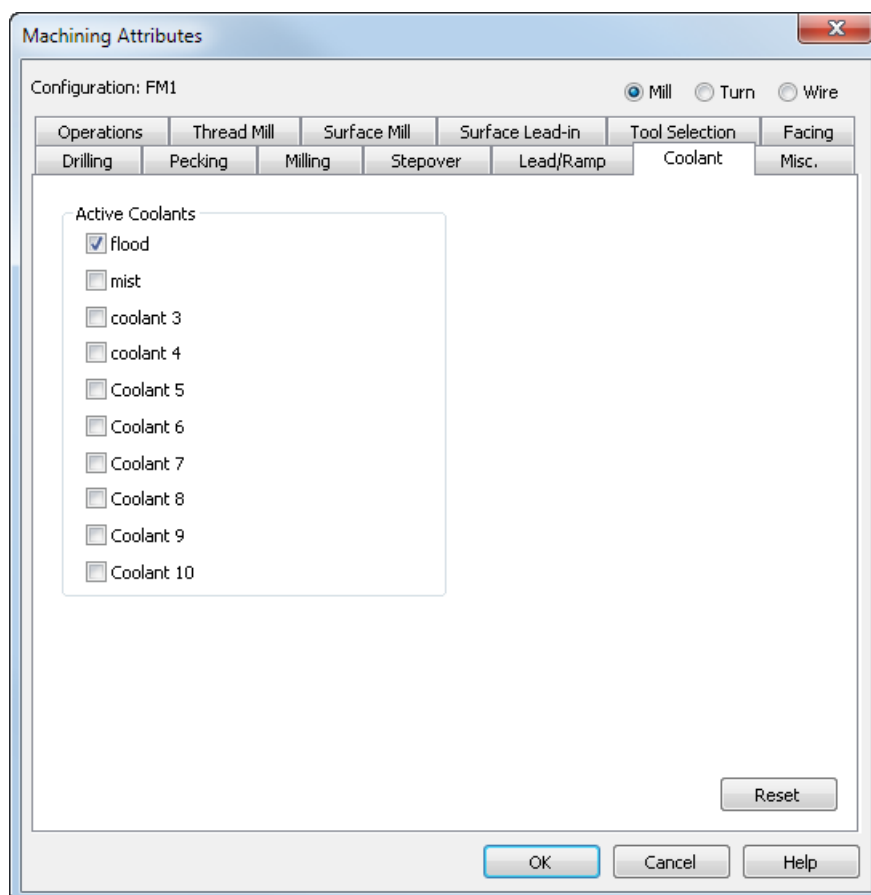 Machining Attributes
Configuration: FM1
Mill Turn Wire
Operations Thread Mill Surface Mill Surface Lead-in Tool Selection Facing
Drilling Pecking Milling Stepover Lead/Ramp Coolant Misc.
Active Coolants
flood
mist
coolant 3
coolant 4
Coolant 5
Coolant 6
Coolant 7
Coolant 8
Coolant 9
Coolant 10
Reset
OK Cancel Help